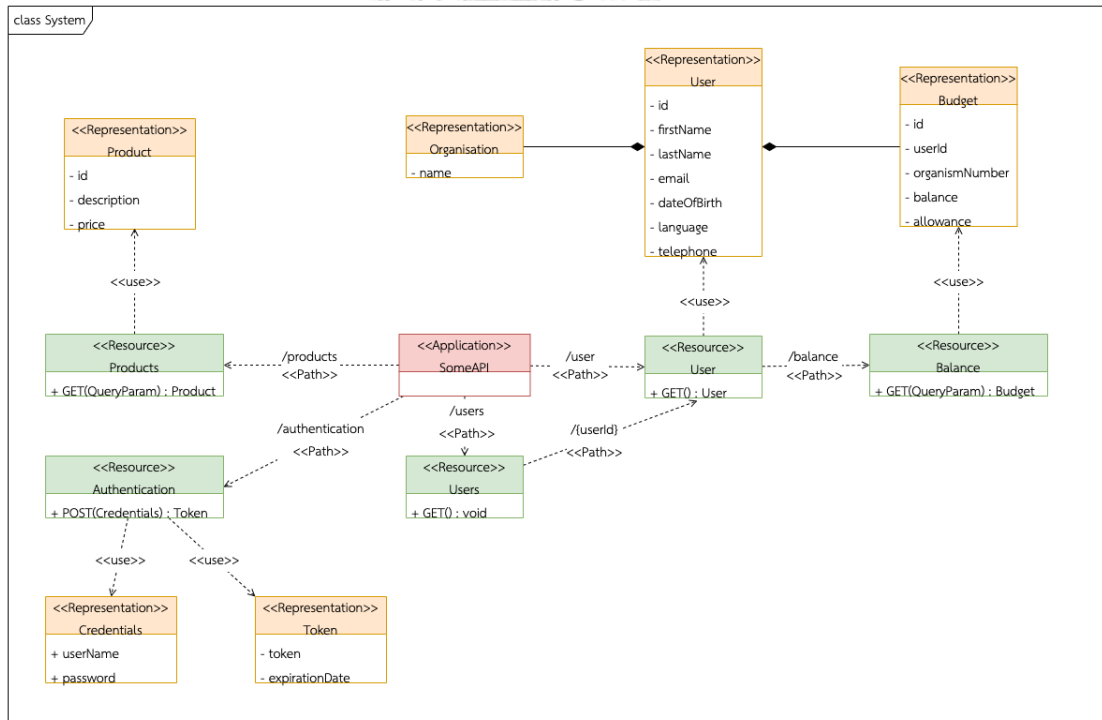 class System
<<Representation>>
Product
- id
- description
- price
<<Representation>>
Organisation
- name
<<Representation>>
User
- id
- firstName
- lastName
- email
- dateOfBirth
- language
- telephone
<<Representation>>
Budget
- id
- userId
- organismNumber
- balance
- allowance
<<use>>
<<use>>
<<use>>
<<Resource>>
Products
+ GET(QueryParam) : Product
/products
<<Path>>
<<Application>>
SomeAPI
/user
<<Path>>
<<Resource>>
User
+ GET() : User
/balance
<<Path>>
<<Resource>>
Balance
+ GET(QueryParam) : Budget
/authentication
<<Path>>
/users
<<Path>>
/{userId}
<<Path>>
<<Resource>>
Authentication
+ POST(Credentials) : Token
<<Resource>>
Users
+ GET() : void
<<use>>
<<use>>
<<Representation>>
Credentials
+ userName
+ password
<<Representation>>
Token
- token
- expirationDate